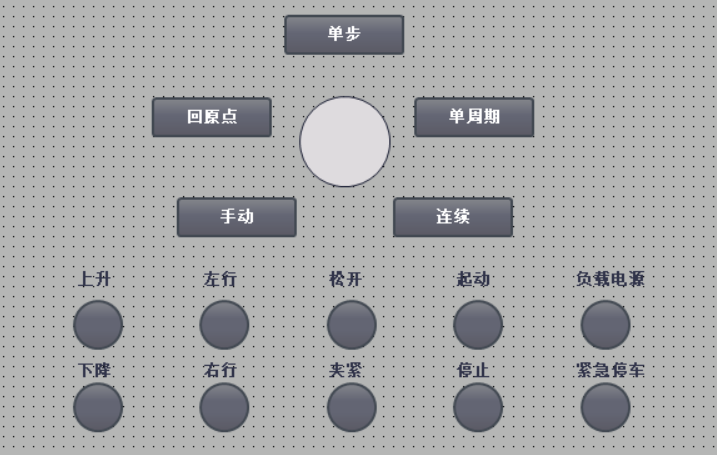 单步
回原点
单周期
手动
连续
上升 左行 松开 起动 负载电源
下降 右行 夹紧 停止 紧急停车